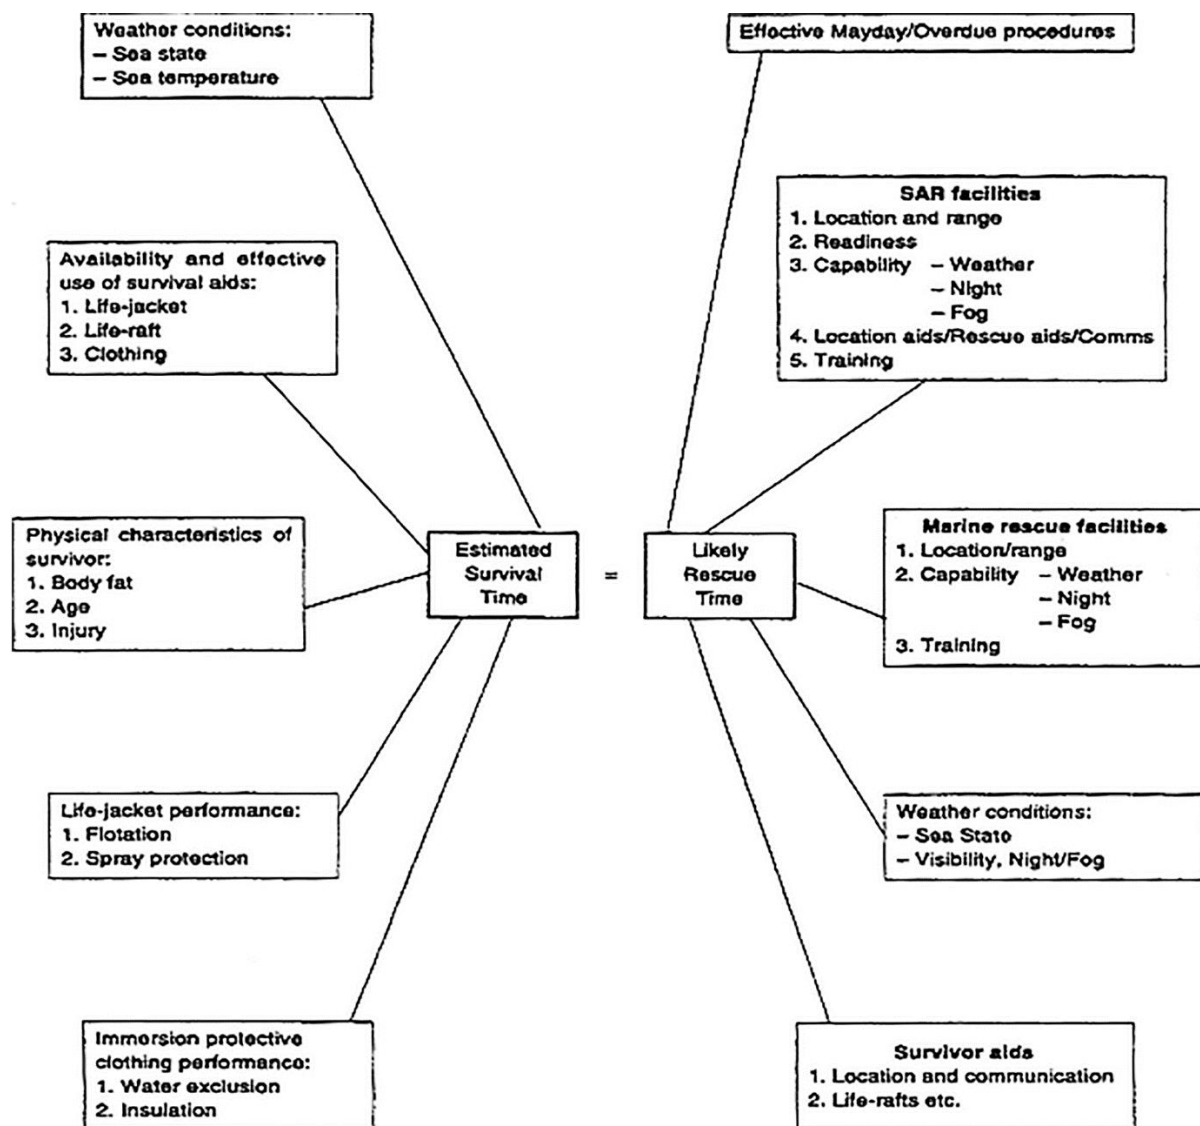 Weather conditions:
– Sea state
– Sea temperature
Availability and effective
use of survival aids:
1. Life-jacket
2. Life-raft
3. Clothing
Physical characteristics of
survivor:
1. Body fat
2. Age
3. Injury
Life-jacket performance:
1. Flotation
2. Spray protection
Immersion protective
clothing performance:
1. Water exclusion
2. Insulation
Estimated
Survival
Time
=
Likely
Rescue
Time
Effective Mayday/Overdue procedures
SAR facilities
1. Location and range
2. Readiness
3. Capability – Weather
– Night
– Fog
4. Location aids/Rescue aids/Comms
5. Training
Marine rescue facilities
1. Location/range
2. Capability – Weather
– Night
– Fog
3. Training
Weather conditions:
– Sea State
– Visibility, Night/Fog
Survivor aids
1. Location and communication
2. Life-rafts etc.